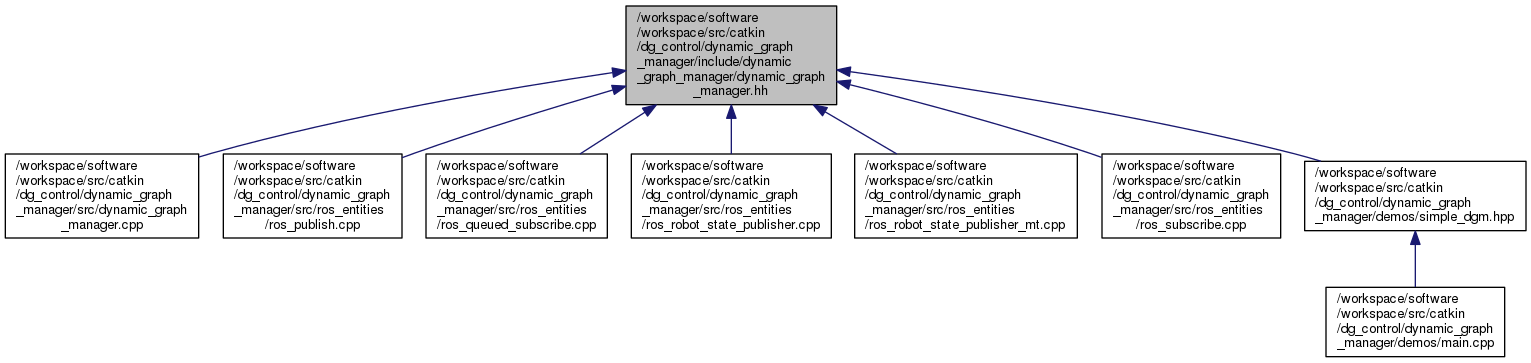 /workspace/software
/workspace/src/catkin
/dg_control/dynamic_graph
_manager/include/dynamic
_graph_manager/dynamic_graph
_manager.hh
/workspace/software
/workspace/src/catkin
/dg_control/dynamic_graph
_manager/src/dynamic_graph
_manager.cpp
/workspace/software
/workspace/src/catkin
/dg_control/dynamic_graph
_manager/src/ros_entities
/ros_publish.cpp
/workspace/software
/workspace/src/catkin
/dg_control/dynamic_graph
_manager/src/ros_entities
/ros_queued_subscribe.cpp
/workspace/software
/workspace/src/catkin
/dg_control/dynamic_graph
_manager/src/ros_entities
/ros_robot_state_publisher.cpp
/workspace/software
/workspace/src/catkin
/dg_control/dynamic_graph
_manager/src/ros_entities
/ros_robot_state_publisher_mt.cpp
/workspace/software
/workspace/src/catkin
/dg_control/dynamic_graph
_manager/src/ros_entities
/ros_subscribe.cpp
/workspace/software
/workspace/src/catkin
/dg_control/dynamic_graph
_manager/demos/simple_dgm.hpp
/workspace/software
/workspace/src/catkin
/dg_control/dynamic_graph
_manager/demos/main.cpp